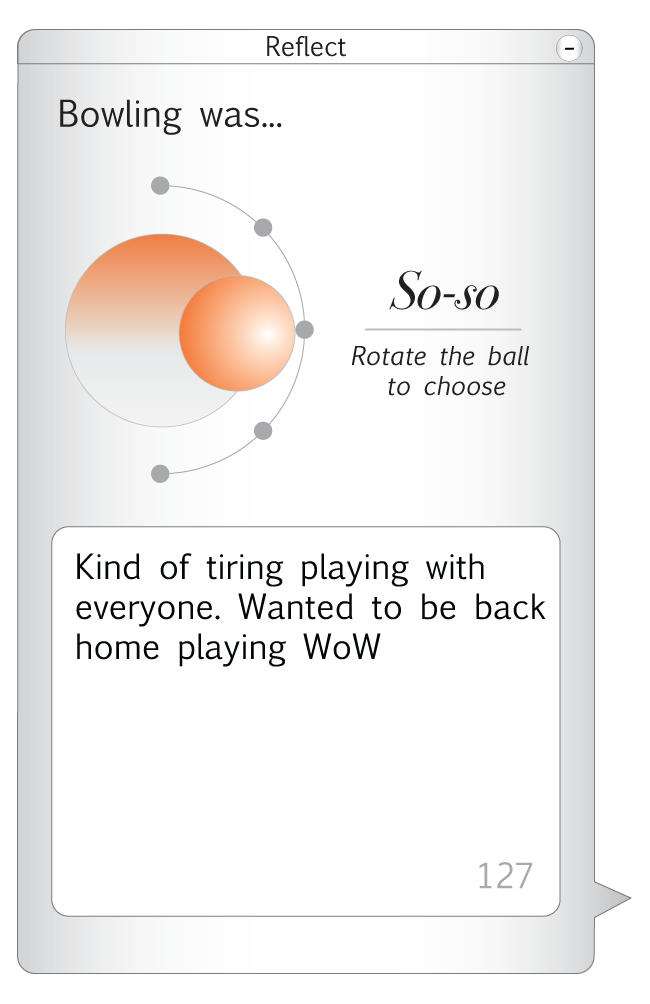 Reflect
-
Bowling was...
So-so
Rotate the ball
to choose
Kind of tiring playing with
everyone. Wanted to be back
home playing WoW
127